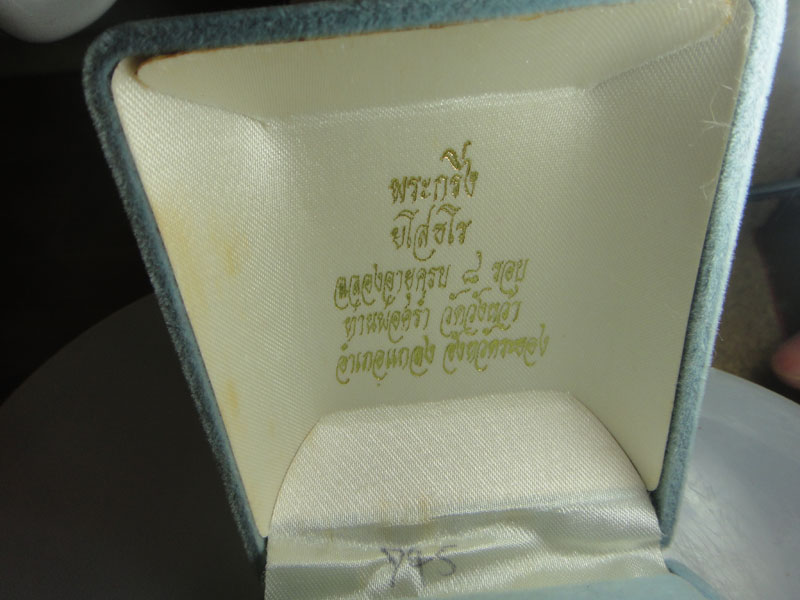 พระกริ่ง
ยโสธโร
ฉลองอายุครบ ๘ รอบ
ท่านพ่อคร่ำ วัดวังหว้า
อำเภอแกลง จังหวัดระยอง